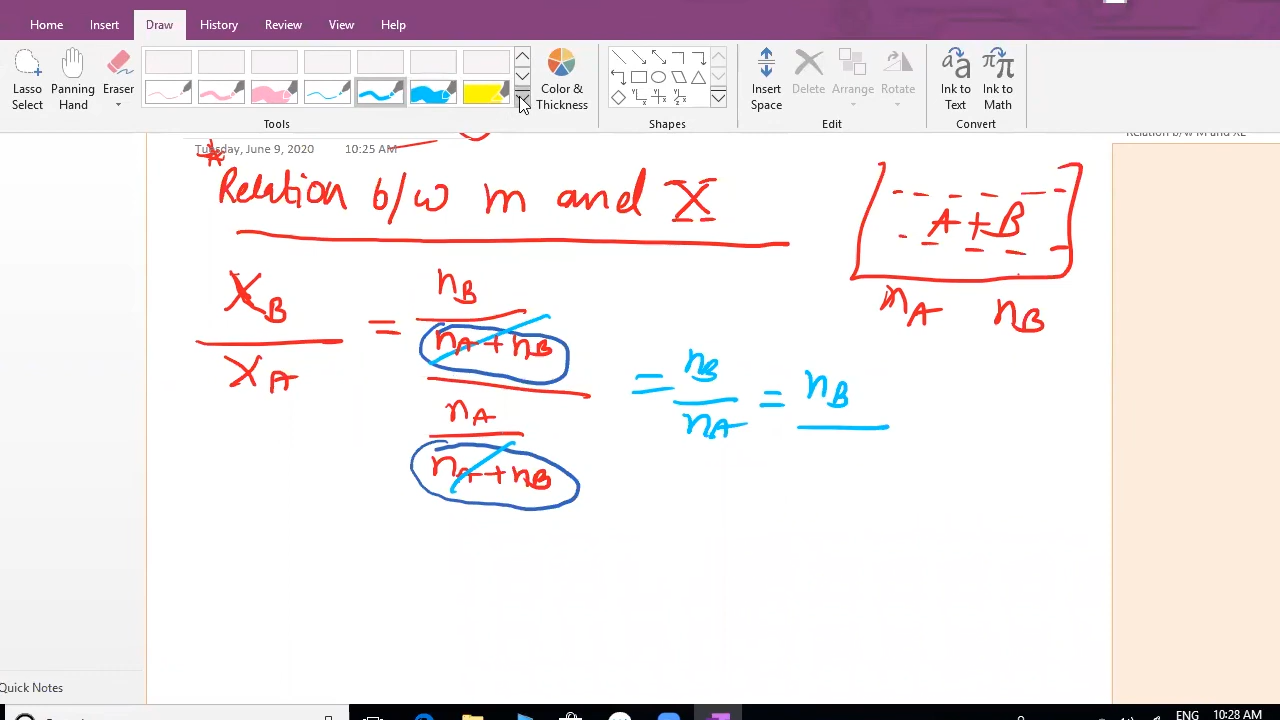 Home Insert Draw History Review View Help
Lasso Select
Panning Hand
Eraser
Color & Thickness
Insert Space
Delete
Arrange
Rotate
Ink to Text
Ink to Math
Tools
Shapes
Edit
Convert
Tuesday, June 9, 2020 10:25 AM
Relation b/w M and XL
Relation b/w m and X
A+B
nA nB
XB / XA = (nB / (nA+nB)) / (nA / (nA+nB)) = nB / nA = nB
Quick Notes
ENG 10:28 AM